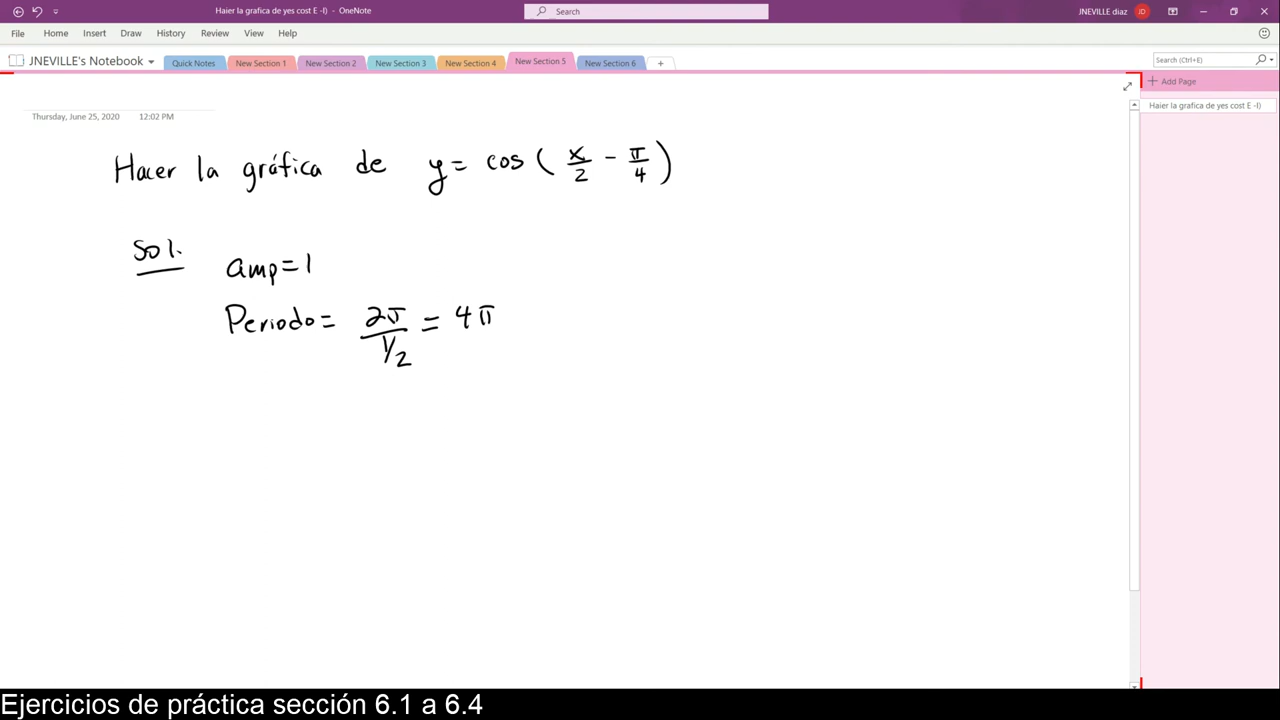 Haier la grafica de yes cost E -I) - OneNote
Search
JNEVILLE diaz JD
File Home Insert Draw History Review View Help
JNEVILLE's Notebook
Quick Notes New Section 1 New Section 2 New Section 3 New Section 4 New Section 5 New Section 6 +
Search (Ctrl+E)
+ Add Page
Haier la grafica de yes cost E -I)
Thursday, June 25, 2020 12:02 PM
Hacer la gráfica de y = cos ( x/2 - π/4 )
Sol.
amp = 1
Periodo = 2π / 1/2 = 4π
Ejercicios de práctica sección 6.1 a 6.4